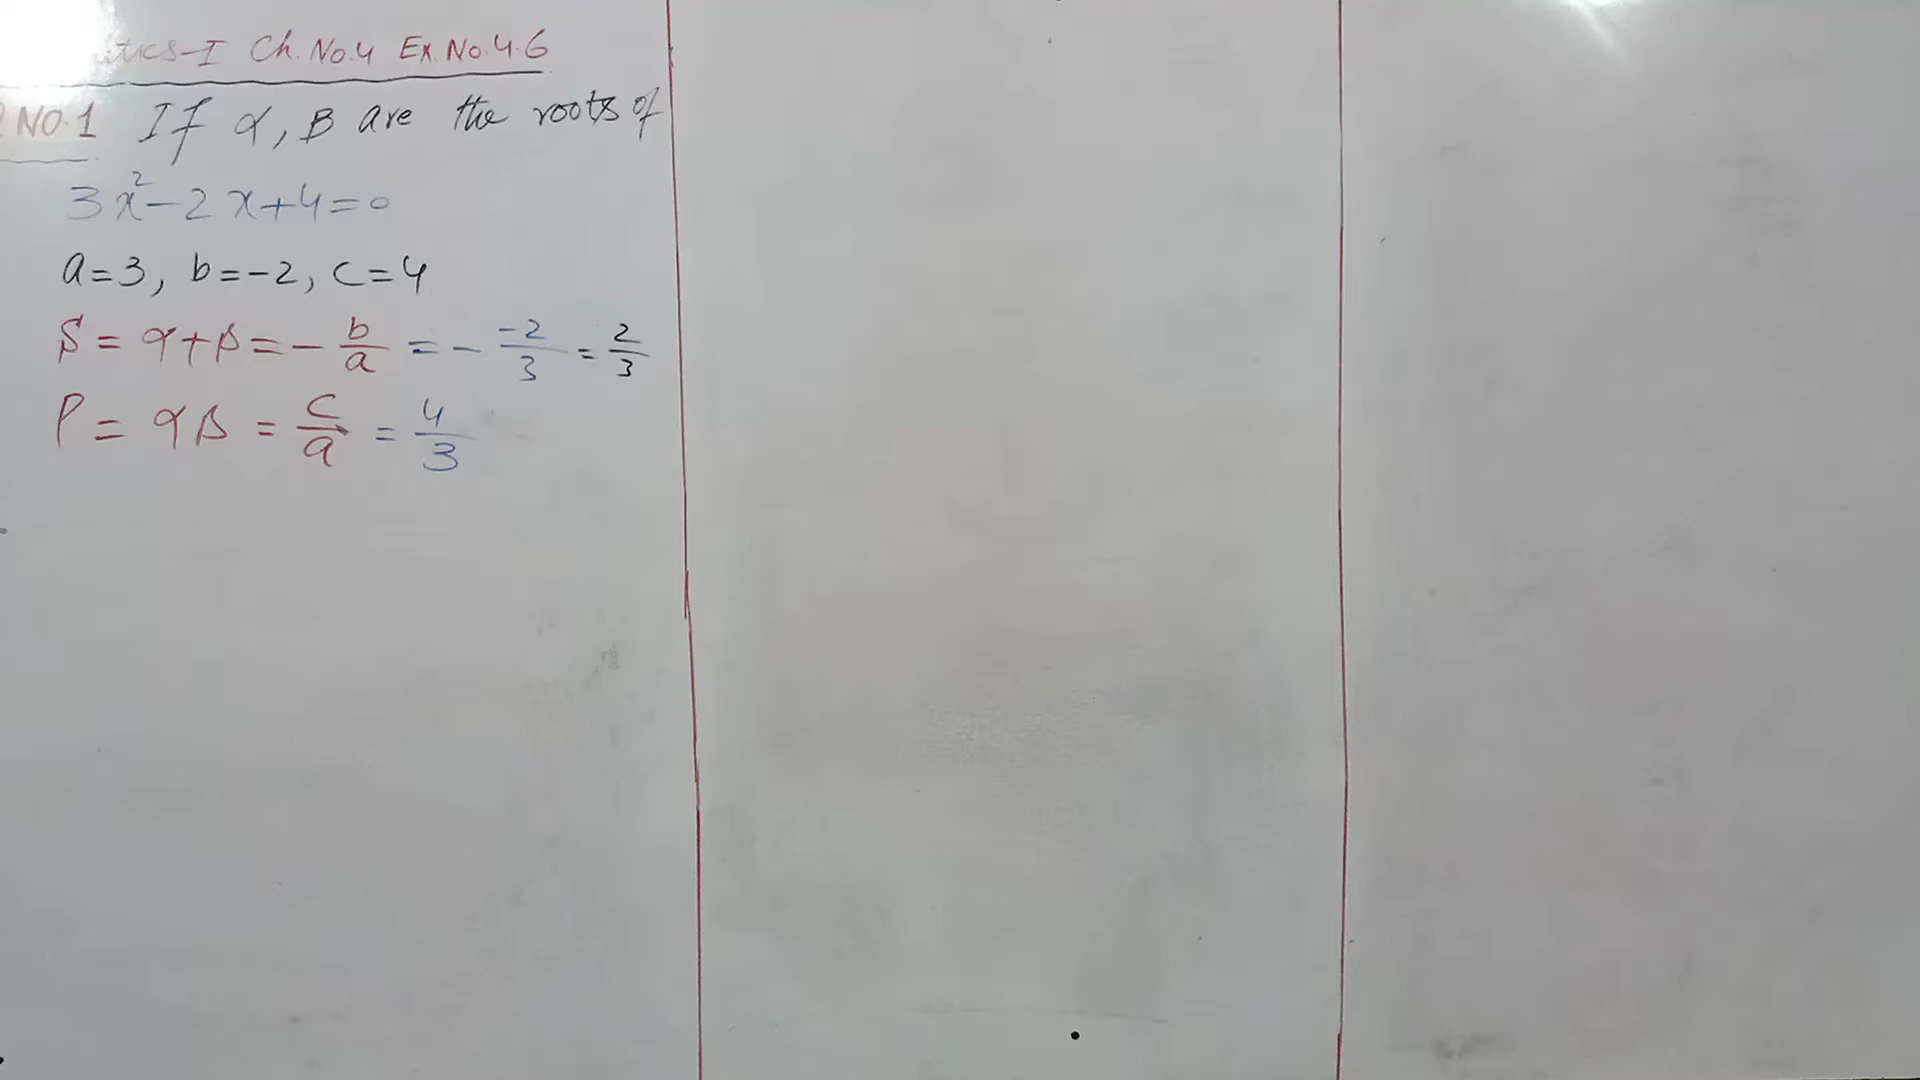 Ch. No.4 Ex. No.4.6
NO.1 If α, β are the roots of
3x²-2x+4=0
a=3, b=-2, c=4
S = α+β = - b/a = - -2/3 = 2/3
P = αβ = c/a = 4/3